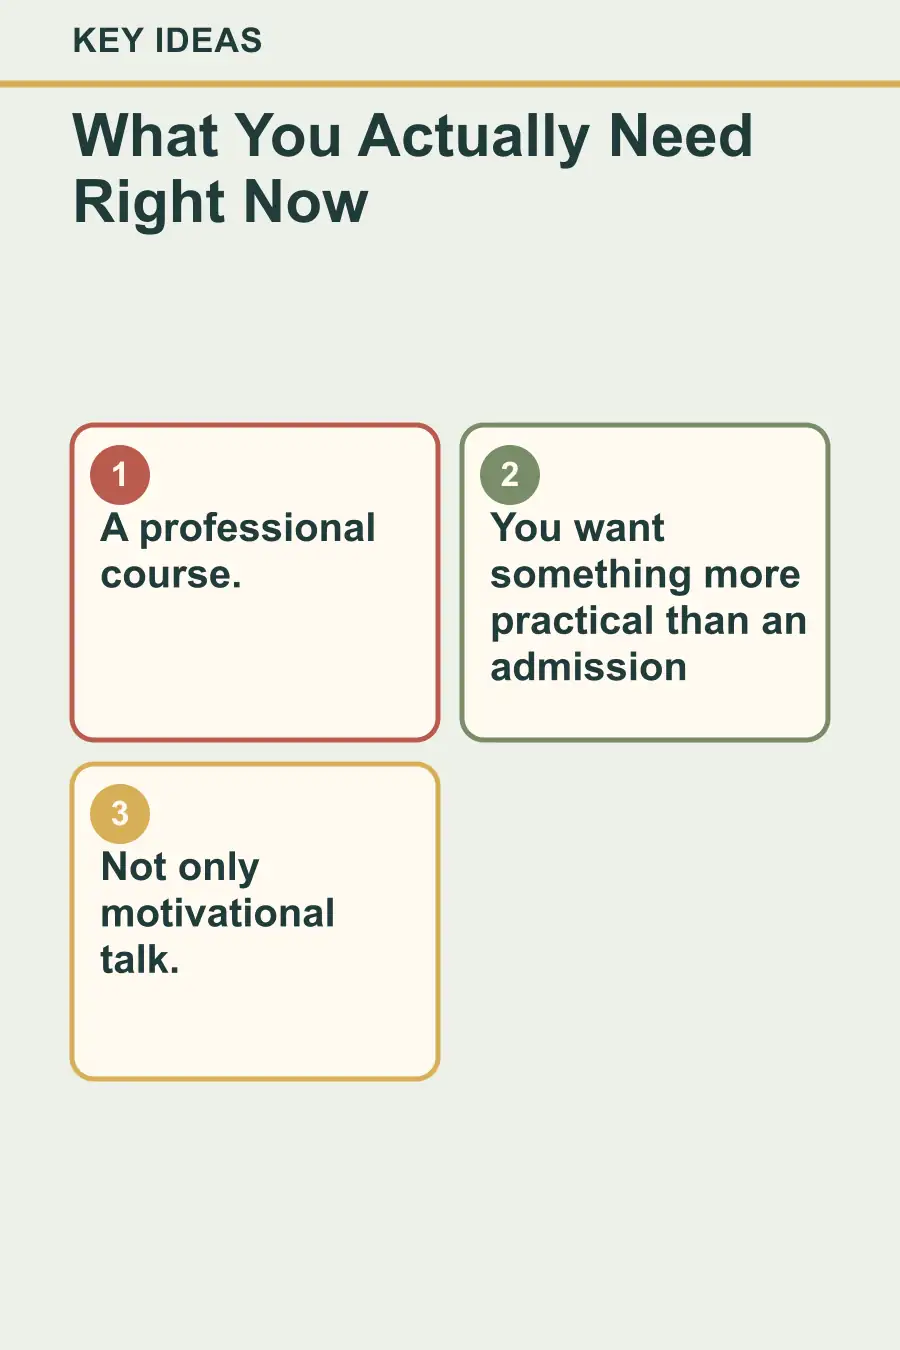 KEY IDEAS
What You Actually Need
Right Now
1
A professional
course.
2
You want
something more
practical than an
admission
3
Not only
motivational
talk.